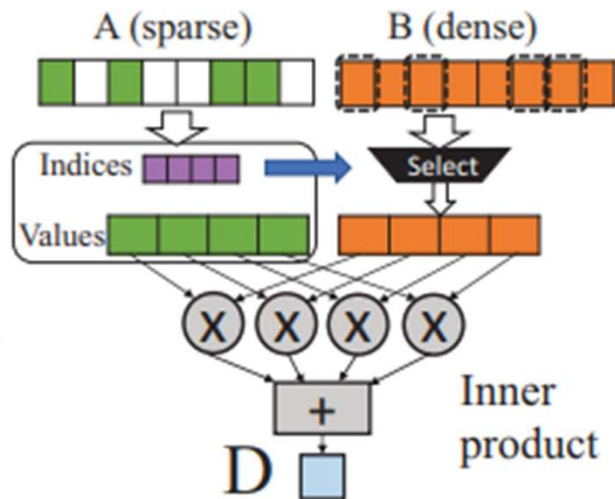 A (sparse)
B (dense)
Indices
Select
Values
X X X X
+
Inner
product
D